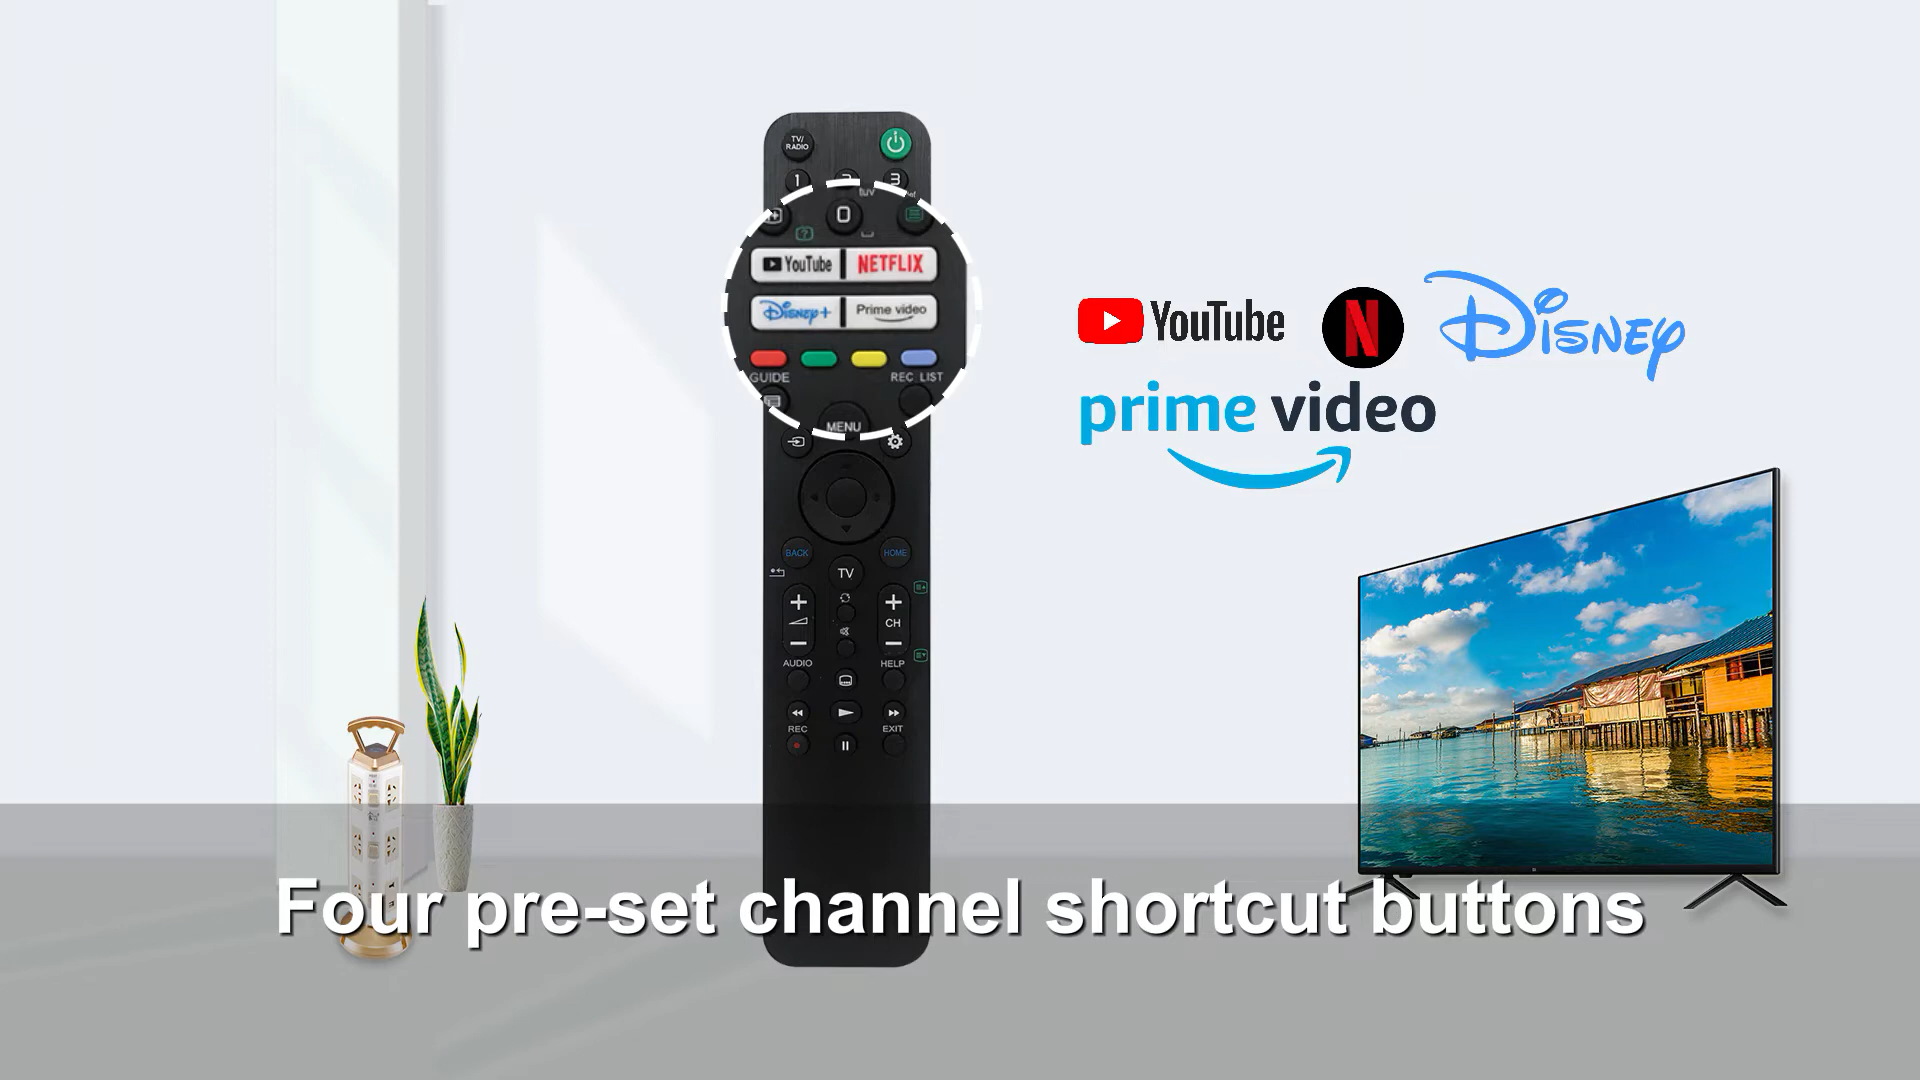 TV/
RADIO
1 2 3
tuv
0
YouTube NETFLIX
Disney+ Prime video
GUIDE REC LIST
MENU
BACK HOME
TV
+ +
CH
− −
AUDIO HELP
REC EXIT
YouTube N Disney
prime video
Four pre-set channel shortcut buttons